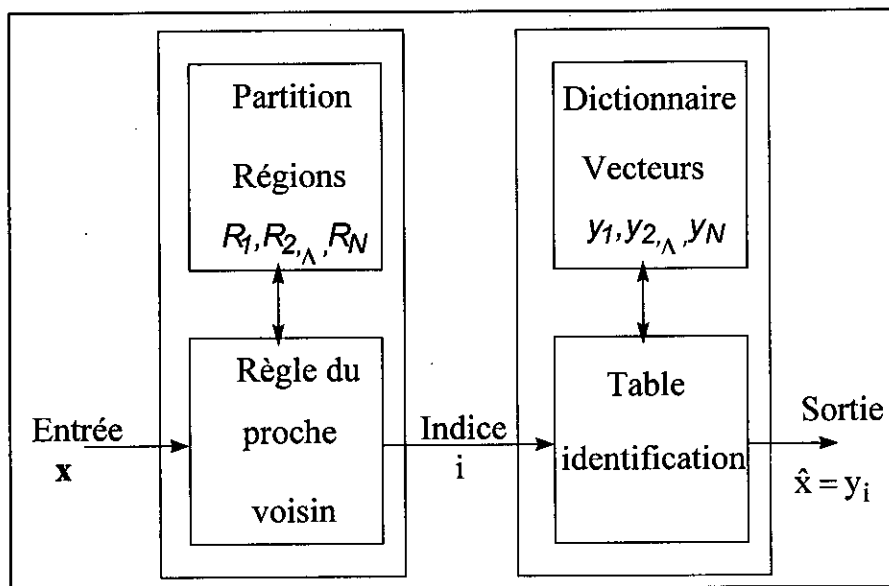 Partition
Régions
R1,R2,Λ,RN
Règle du
proche
voisin
Entrée
x
Indice
i
Dictionnaire
Vecteurs
y1,y2,Λ,yN
Table
identification
Sortie
x̂ = yi